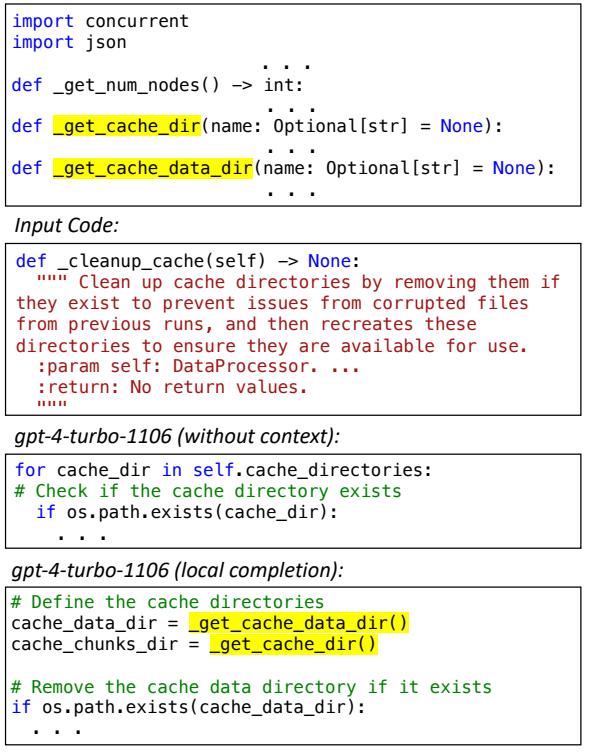 import concurrent
import json
. . .
def _get_num_nodes() –> int:
. . .
def _get_cache_dir(name: Optional[str] = None):
. . .
def _get_cache_data_dir(name: Optional[str] = None):
. . .
Input Code:
def _cleanup_cache(self) –> None:
""" Clean up cache directories by removing them if
they exist to prevent issues from corrupted files
from previous runs, and then recreates these
directories to ensure they are available for use.
:param self: DataProcessor. ...
:return: No return values.
"""
gpt-4-turbo-1106 (without context):
for cache_dir in self.cache_directories:
# Check if the cache directory exists
if os.path.exists(cache_dir):
. . .
gpt-4-turbo-1106 (local completion):
# Define the cache directories
cache_data_dir = _get_cache_data_dir()
cache_chunks_dir = _get_cache_dir()
# Remove the cache data directory if it exists
if os.path.exists(cache_data_dir):
. . .